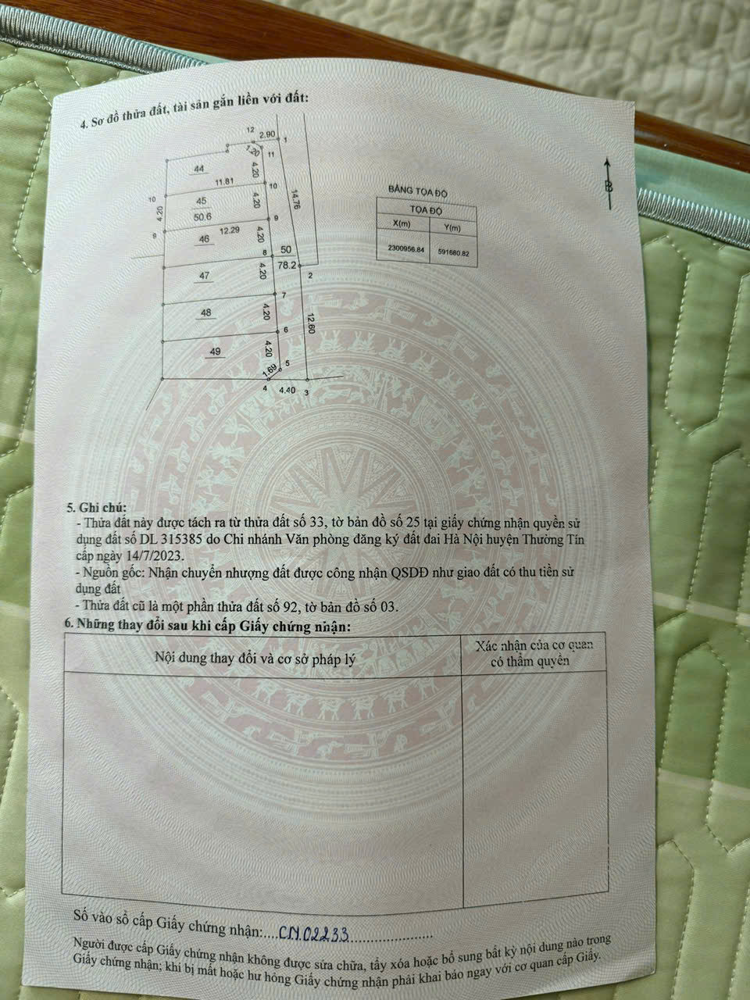 4. Sơ đồ thửa đất, tài sản gắn liền với đất:
12
2.90
1
1.20
11
44
4.20
11.81
10
10
14.76
45
4.20
4.20
50.6
9
12.29
9
46
4.20
8
50
78.2
47
4.20
2
7
48
4.20
12.60
6
49
4.20
5
1.69
4
4.40
3
BẢNG TỌA ĐỘ
TỌA ĐỘ
X(m) Y(m)
2300956.84 591680.82
B
5. Ghi chú:
- Thửa đất này được tách ra từ thửa đất số 33, tờ bản đồ số 25 tại giấy chứng nhận quyền sử
dụng đất số DL 315385 do Chi nhánh Văn phòng đăng ký đất đai Hà Nội huyện Thường Tín
cấp ngày 14/7/2023.
- Nguồn gốc: Nhận chuyển nhượng đất được công nhận QSDĐ như giao đất có thu tiền sử
dụng đất
- Thửa đất cũ là một phần thửa đất số 92, tờ bản đồ số 03.
6. Những thay đổi sau khi cấp Giấy chứng nhận:
Nội dung thay đổi và cơ sở pháp lý
Xác nhận của cơ quan
có thẩm quyền
Số vào sổ cấp Giấy chứng nhận:....CN.02233....................
Người được cấp Giấy chứng nhận không được sửa chữa, tẩy xóa hoặc bổ sung bất kỳ nội dung nào trong
Giấy chứng nhận; khi bị mất hoặc hư hỏng Giấy chứng nhận phải khai báo ngay với cơ quan cấp Giấy.